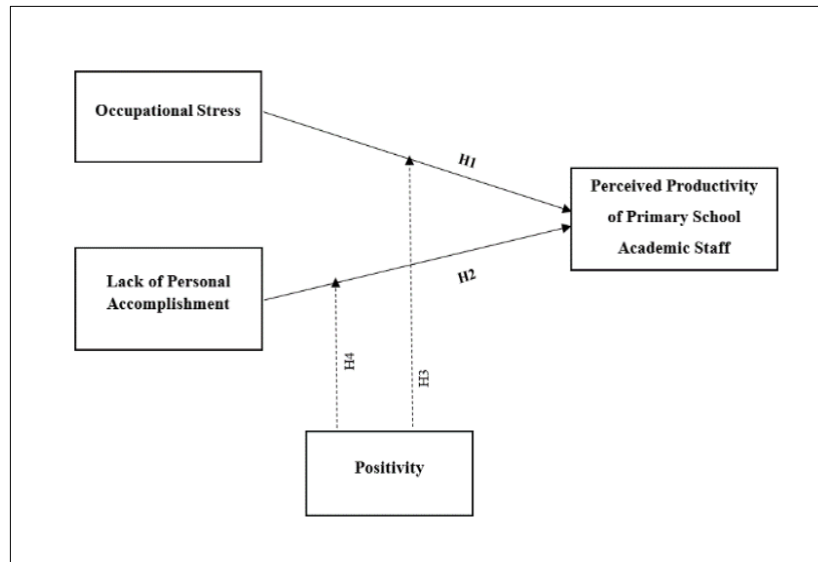 Occupational Stress
H1
Perceived Productivity
of Primary School
Academic Staff
Lack of Personal
Accomplishment
H2
H4
H3
Positivity